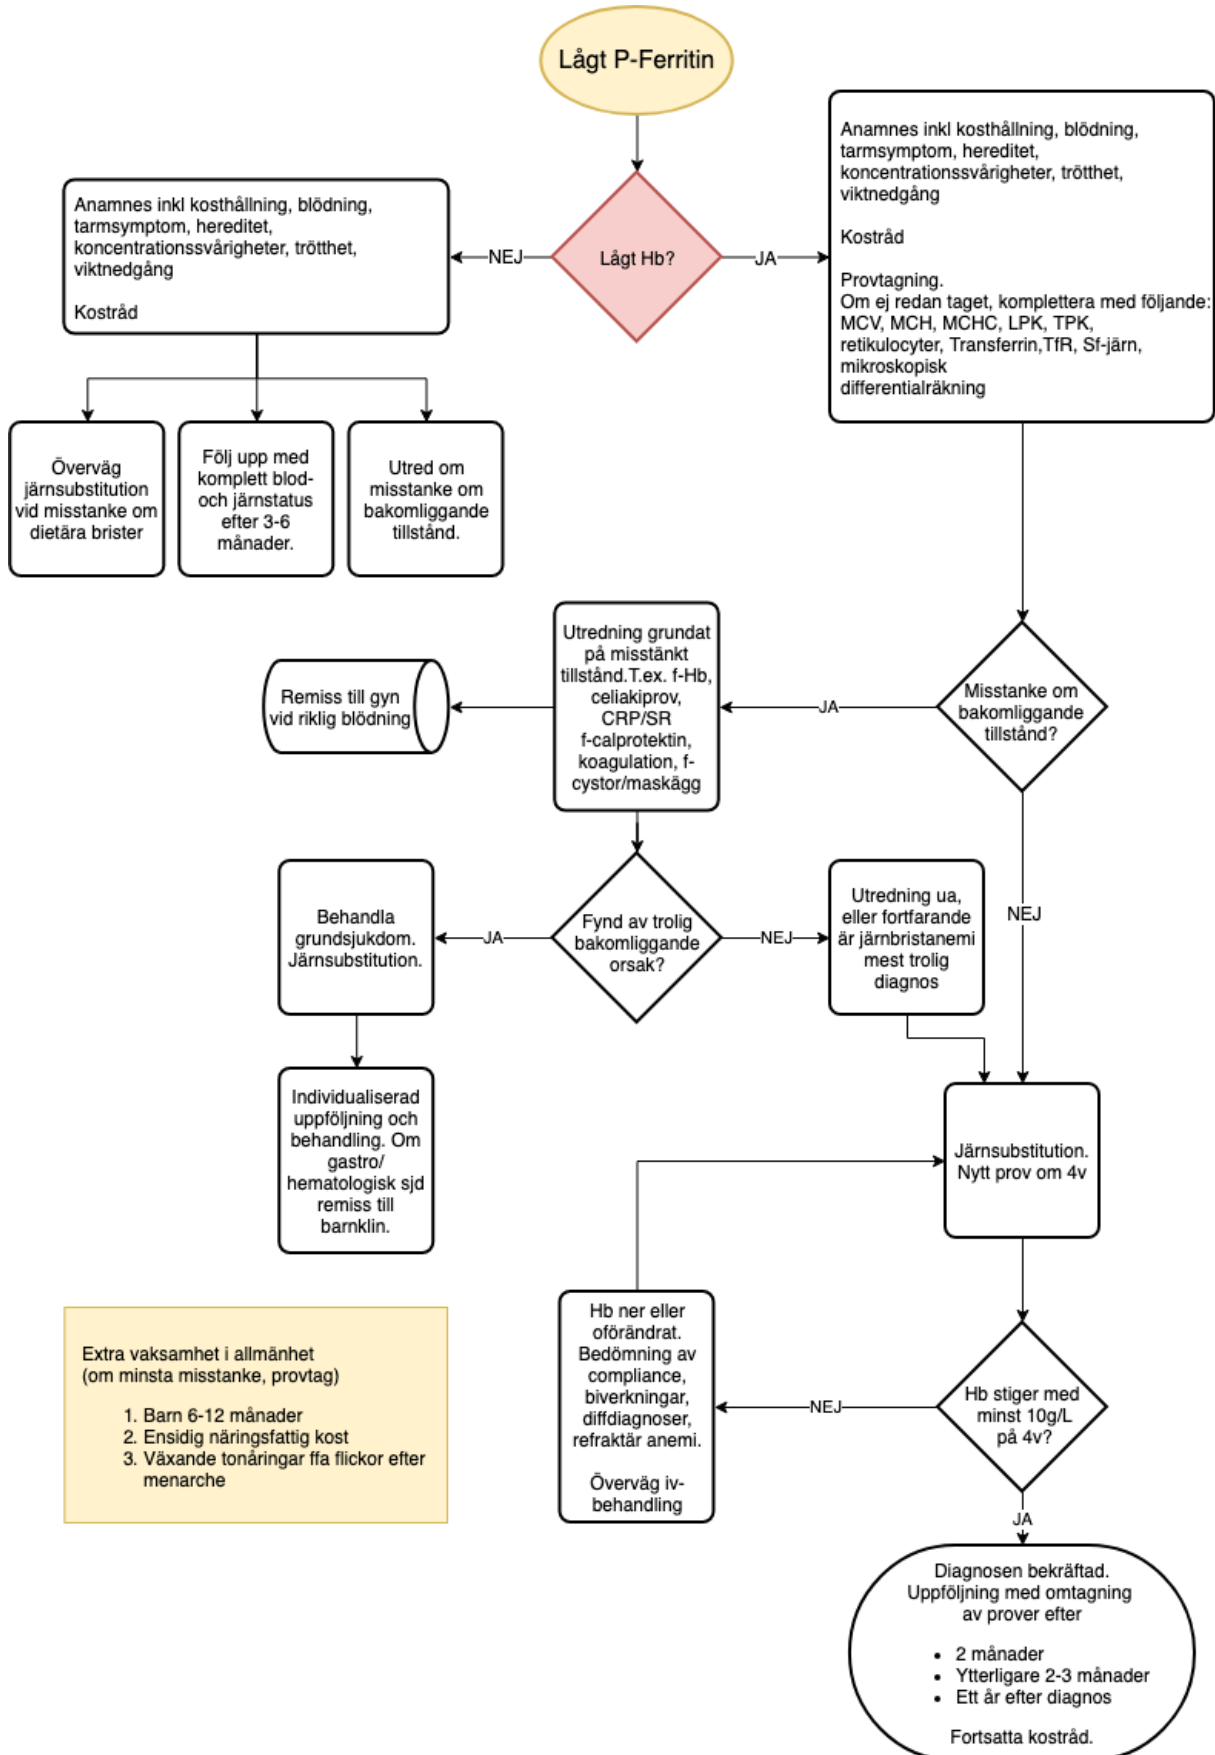 Lågt P-Ferritin
Lågt Hb?
NEJ
JA
Anamnes inkl kosthållning, blödning,
tarmsymptom, hereditet,
koncentrationssvårigheter, trötthet,
viktnedgång
Kostråd
Anamnes inkl kosthållning, blödning,
tarmsymptom, hereditet,
koncentrationssvårigheter, trötthet,
viktnedgång
Kostråd
Provtagning.
Om ej redan taget, komplettera med följande:
MCV, MCH, MCHC, LPK, TPK,
retikulocyter, Transferrin,TfR, Sf-järn,
mikroskopisk
differentialräkning
Överväg
järnsubstitution
vid misstanke om
dietära brister
Följ upp med
komplett blod-
och järnstatus
efter 3-6
månader.
Utred om
misstanke om
bakomliggande
tillstånd.
Misstanke om
bakomliggande
tillstånd?
JA
NEJ
Utredning grundat
på misstänkt
tillstånd.T.ex. f-Hb,
celiakiprov,
CRP/SR
f-calprotektin,
koagulation, f-
cystor/maskägg
Remiss till gyn
vid riklig blödning
Fynd av trolig
bakomliggande
orsak?
JA
NEJ
Behandla
grundsjukdom.
Järnsubstitution.
Utredning ua,
eller fortfarande
är järnbristanemi
mest trolig
diagnos
Individualiserad
uppföljning och
behandling. Om
gastro/
hematologisk sjd
remiss till
barnklin.
Järnsubstitution.
Nytt prov om 4v
Hb stiger med
minst 10g/L
på 4v?
NEJ
JA
Hb ner eller
oförändrat.
Bedömning av
compliance,
biverkningar,
diffdiagnoser,
refraktär anemi.
Överväg iv-
behandling
Extra vaksamhet i allmänhet
(om minsta misstanke, provtag)
1. Barn 6-12 månader
2. Ensidig näringsfattig kost
3. Växande tonåringar ffa flickor efter
menarche
Diagnosen bekräftad.
Uppföljning med omtagning
av prover efter
• 2 månader
• Ytterligare 2-3 månader
• Ett år efter diagnos
Fortsatta kostråd.